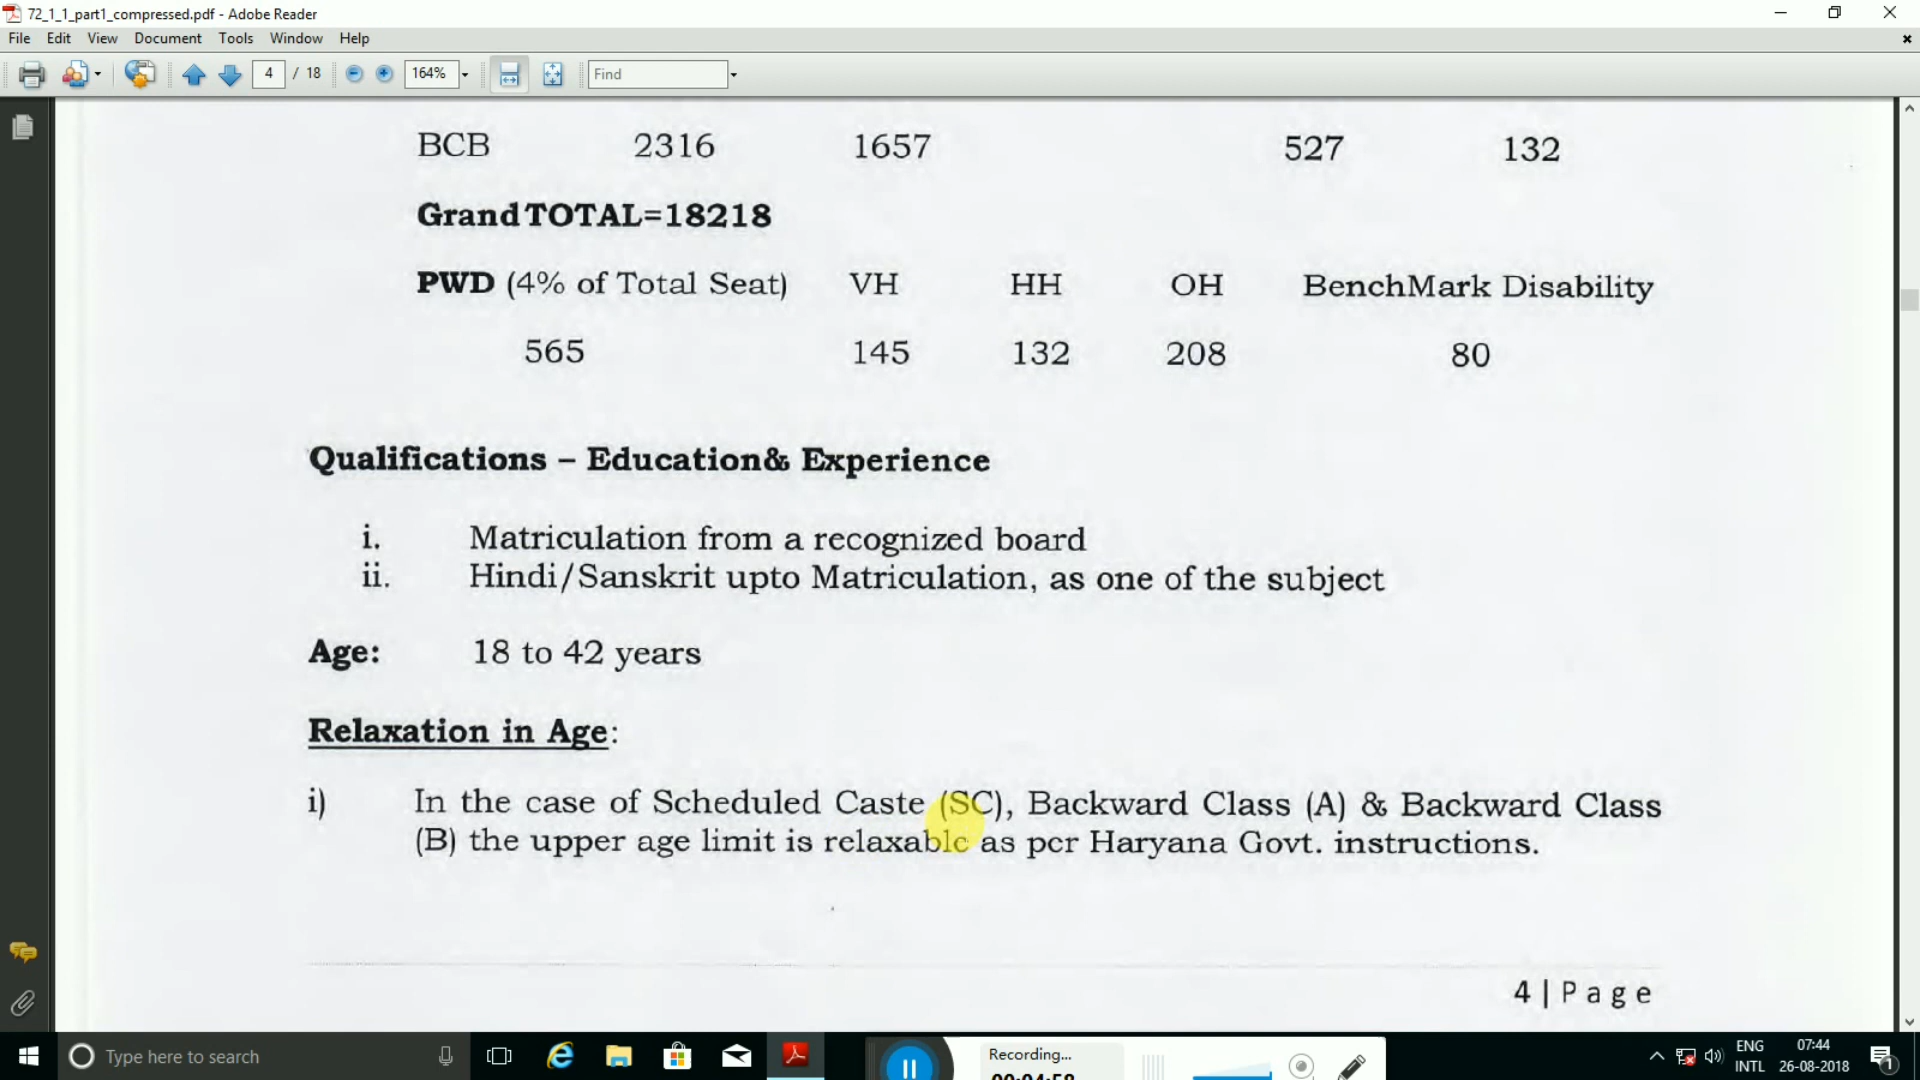 72_1_1_part1_compressed.pdf - Adobe Reader
File Edit View Document Tools Window Help
4 / 18 164% Find
BCB 2316 1657 527 132
Grand TOTAL=18218
PWD (4% of Total Seat) VH HH OH BenchMark Disability
565 145 132 208 80
Qualifications – Education& Experience
i. Matriculation from a recognized board
ii. Hindi/Sanskrit upto Matriculation, as one of the subject
Age: 18 to 42 years
Relaxation in Age:
i) In the case of Scheduled Caste (SC), Backward Class (A) & Backward Class
(B) the upper age limit is relaxable as per Haryana Govt. instructions.
4 | P a g e
Type here to search
Recording...
00:04:58
ENG
INTL
07:44
26-08-2018
1